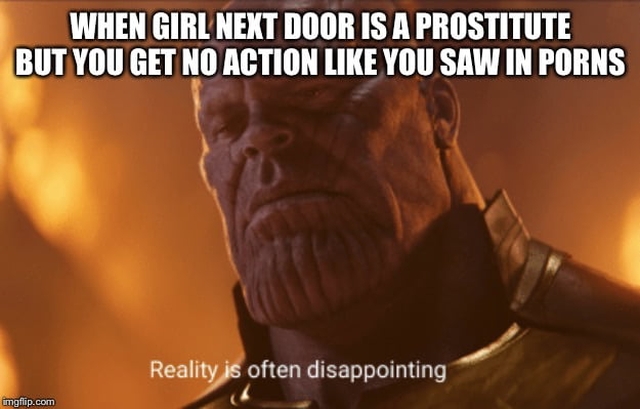 WHEN GIRL NEXT DOOR IS A PROSTITUTE
BUT YOU GET NO ACTION LIKE YOU SAW IN PORNS
Reality is often disappointing
imgflip.com